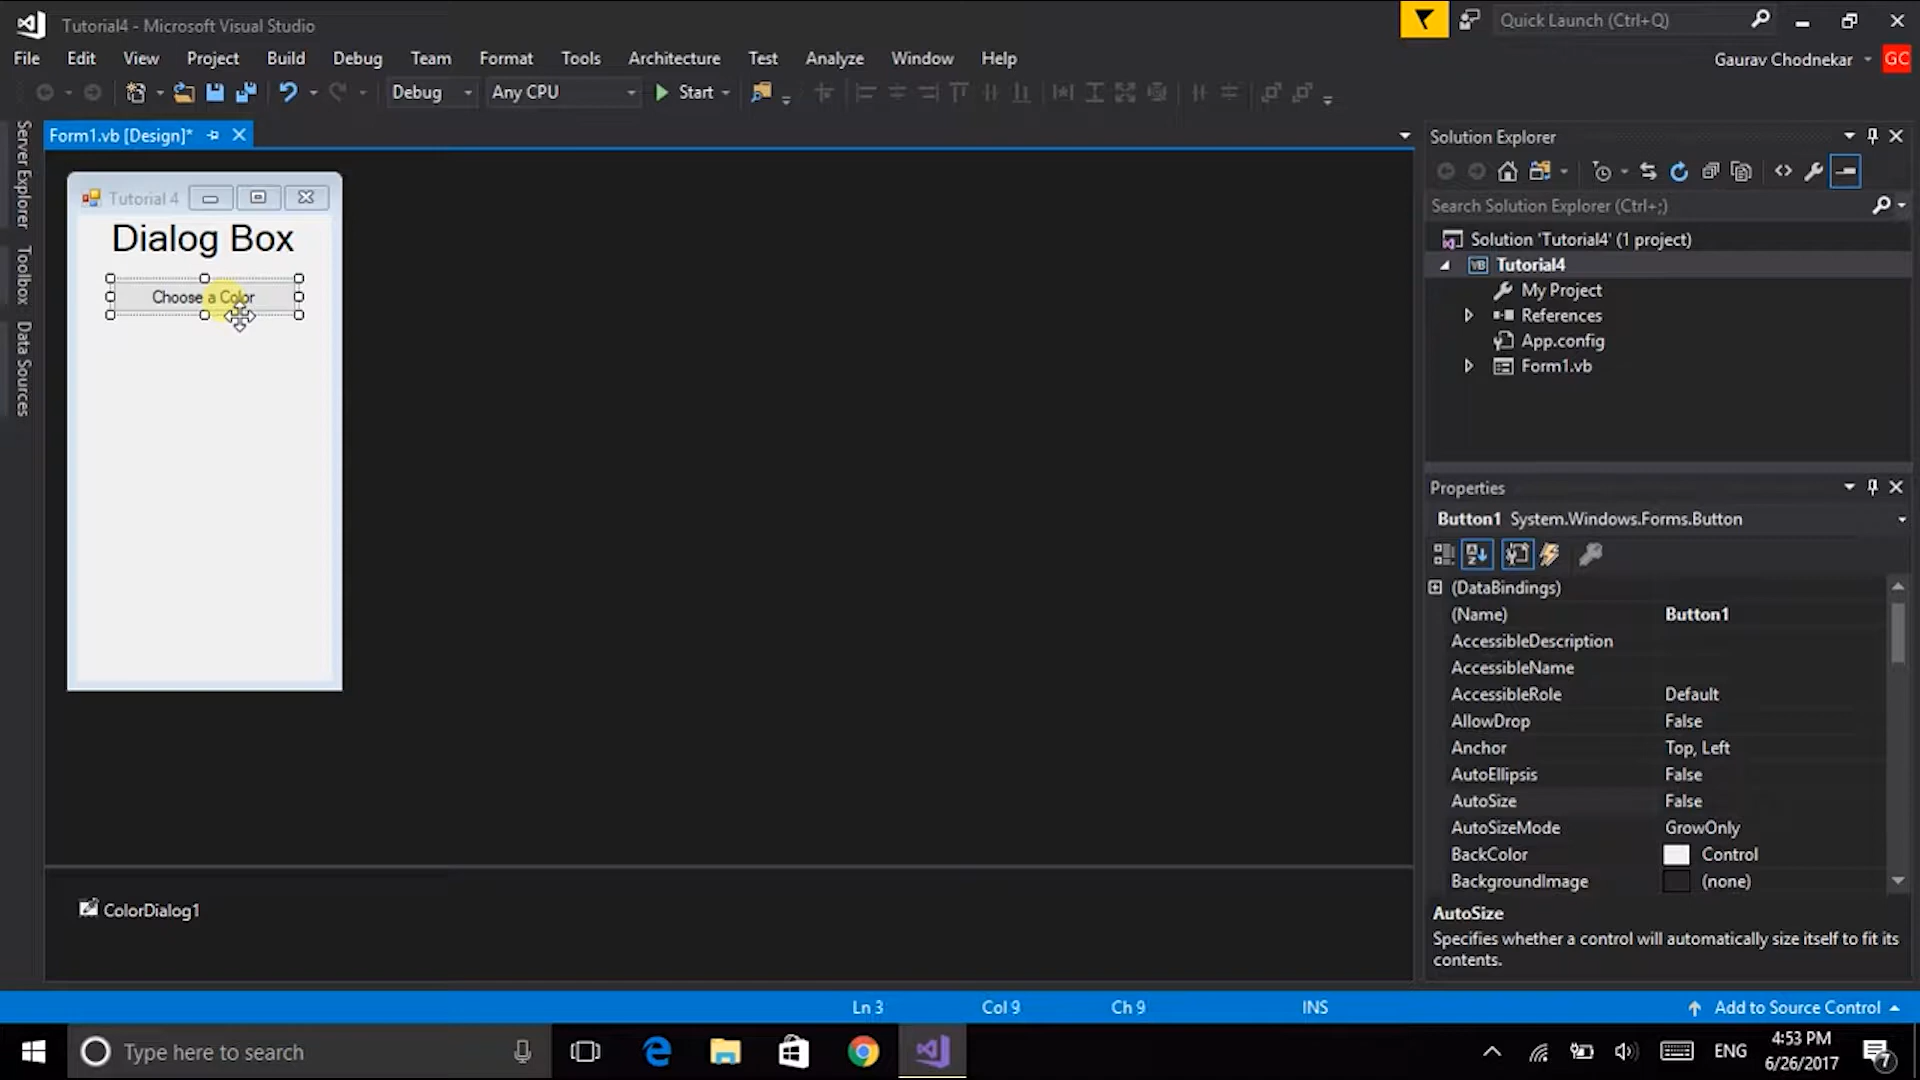 Tutorial4 - Microsoft Visual Studio
Quick Launch (Ctrl+Q)
File Edit View Project Build Debug Team Format Tools Architecture Test Analyze Window Help
Gaurav Chodnekar GC
Debug Any CPU Start
Server Explorer
Toolbox
Data Sources
Form1.vb [Design]*
Tutorial 4
Dialog Box
Choose a Color
ColorDialog1
Solution Explorer
Search Solution Explorer (Ctrl+;)
Solution 'Tutorial4' (1 project)
VB Tutorial4
My Project
References
App.config
Form1.vb
Properties
Button1 System.Windows.Forms.Button
(DataBindings)
(Name) Button1
AccessibleDescription
AccessibleName
AccessibleRole Default
AllowDrop False
Anchor Top, Left
AutoEllipsis False
AutoSize False
AutoSizeMode GrowOnly
BackColor Control
BackgroundImage (none)
AutoSize
Specifies whether a control will automatically size itself to fit its
contents.
Ln 3 Col 9 Ch 9 INS Add to Source Control
Type here to search
ENG
4:53 PM
6/26/2017
7